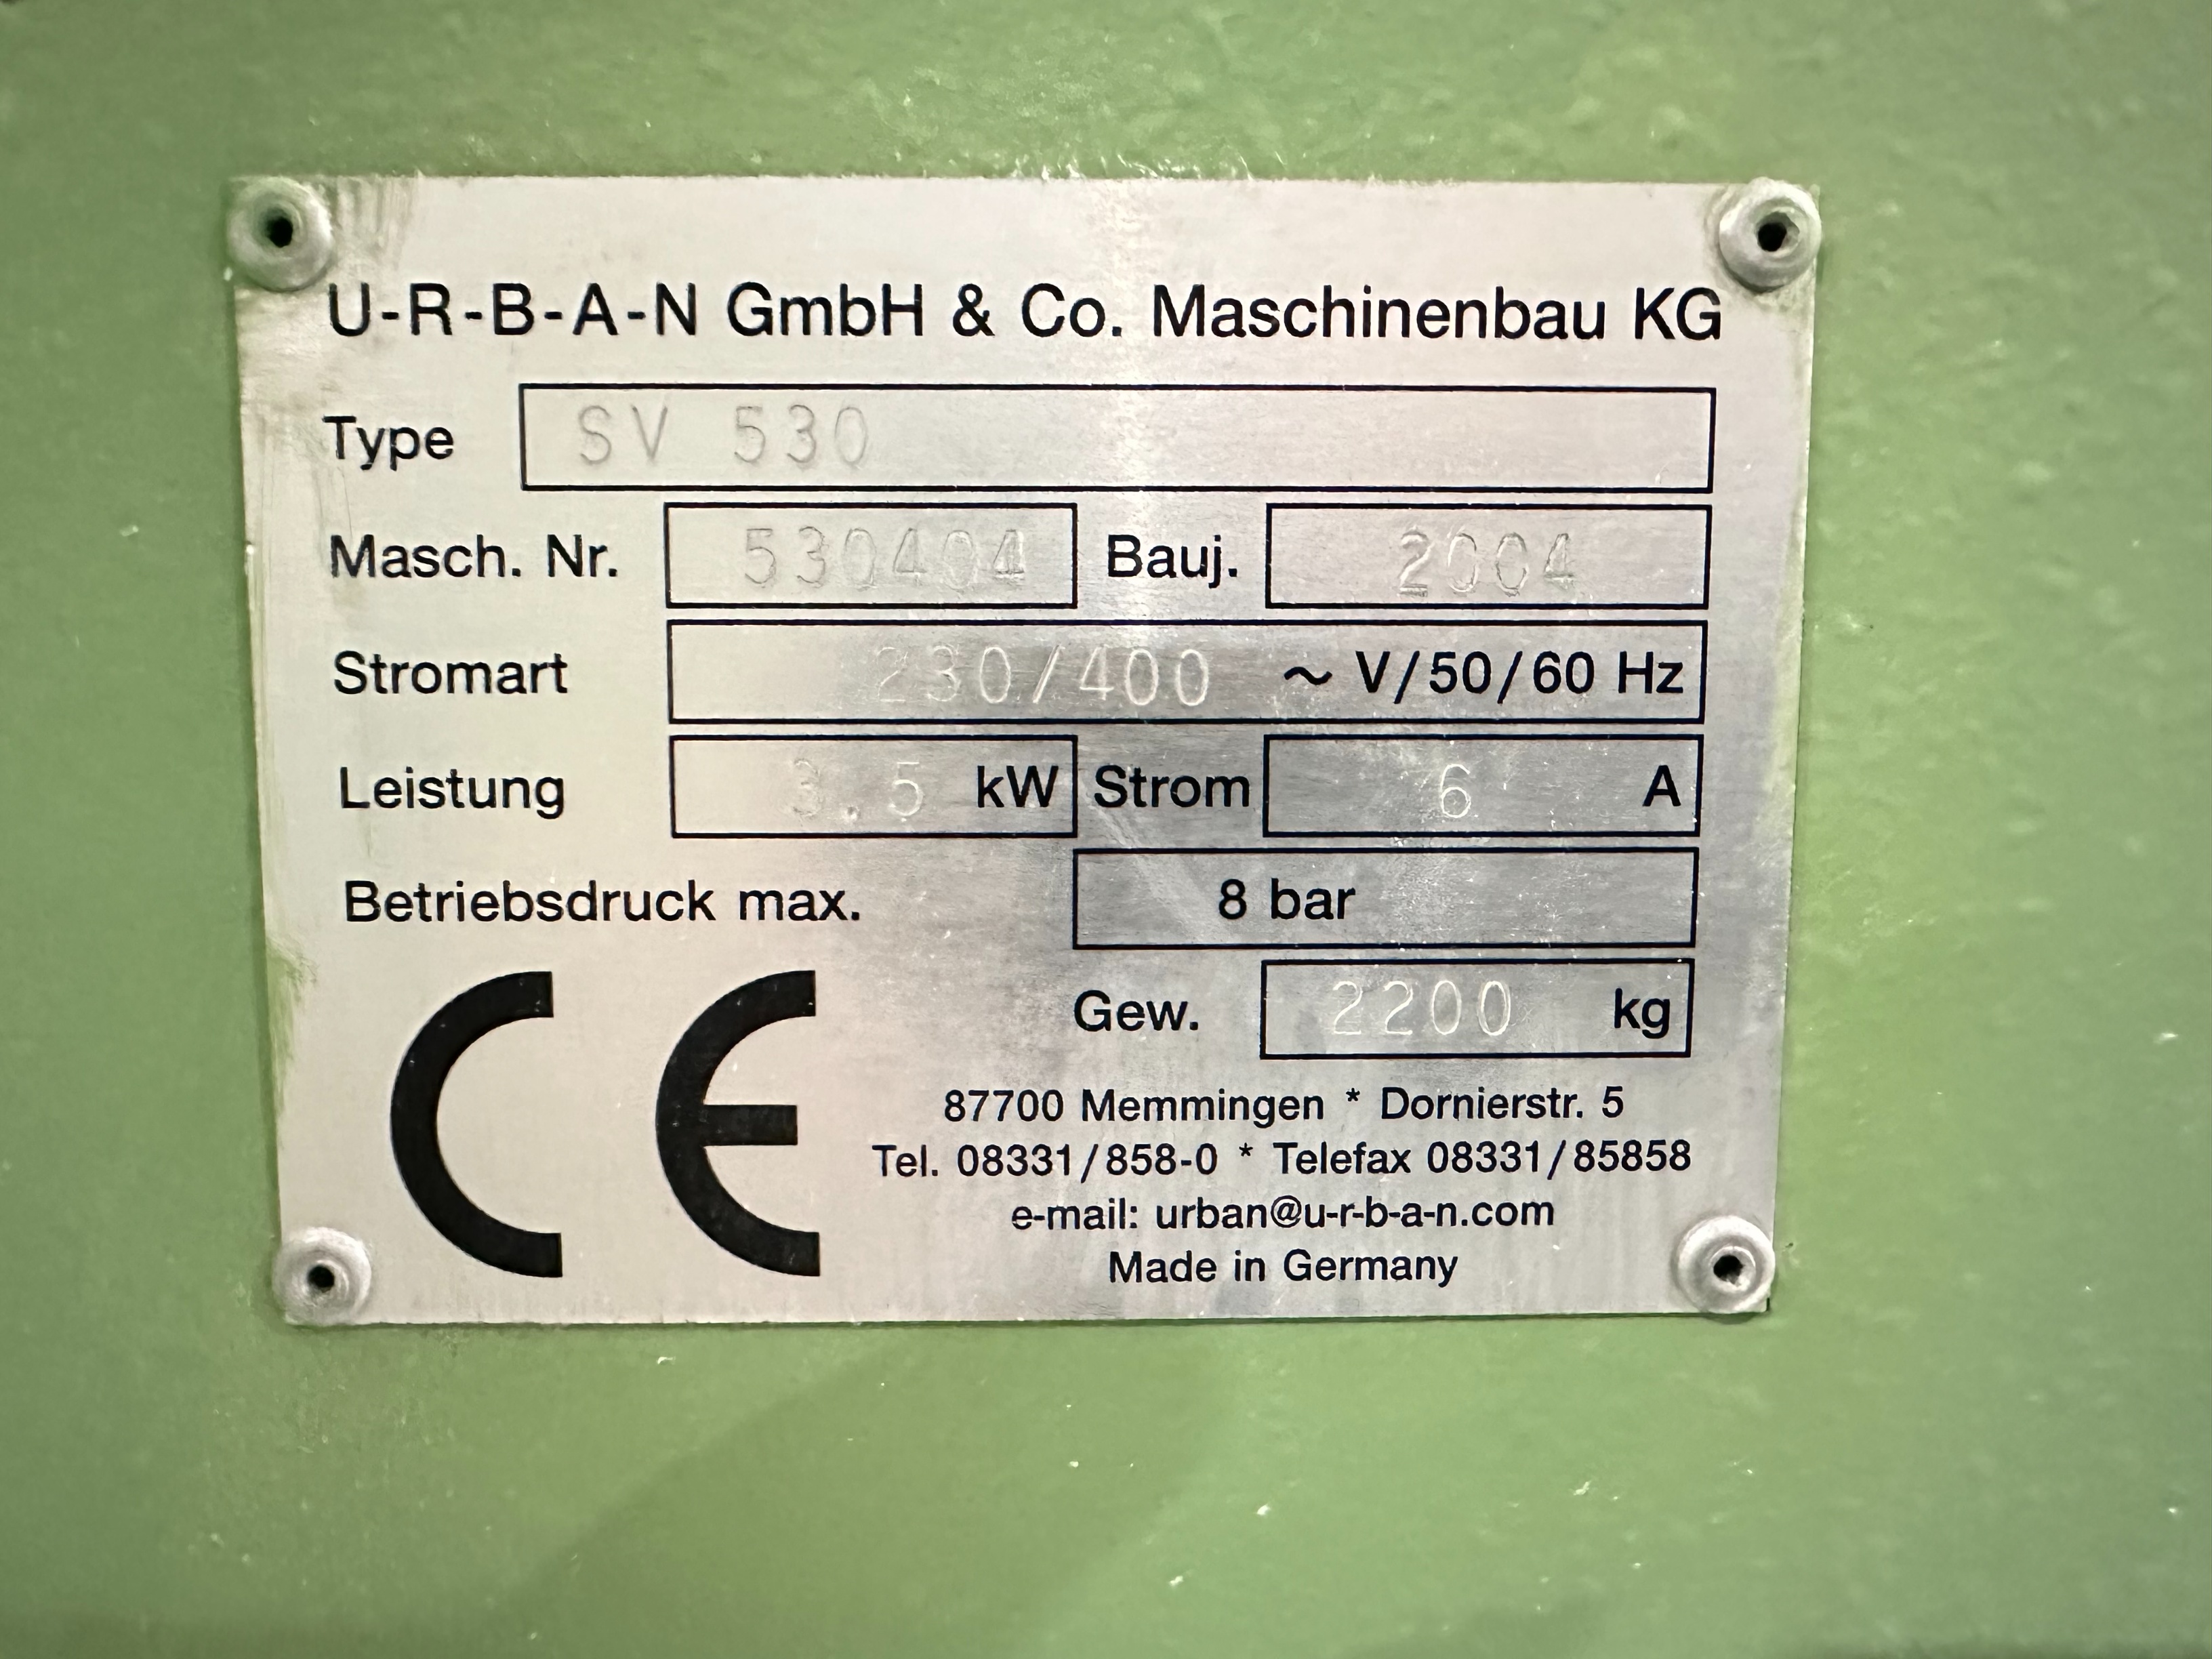 U-R-B-A-N GmbH & Co. Maschinenbau KG
Type SV 530
Masch. Nr. 530404 Bauj. 2004
Stromart 230/400 ~ V/50/60 Hz
Leistung 3.5 kW Strom 6 A
Betriebsdruck max. 8 bar
Gew. 2200 kg
CE
87700 Memmingen * Dornierstr. 5
Tel. 08331/858-0 * Telefax 08331/85858
e-mail: urban@u-r-b-a-n.com
Made in Germany